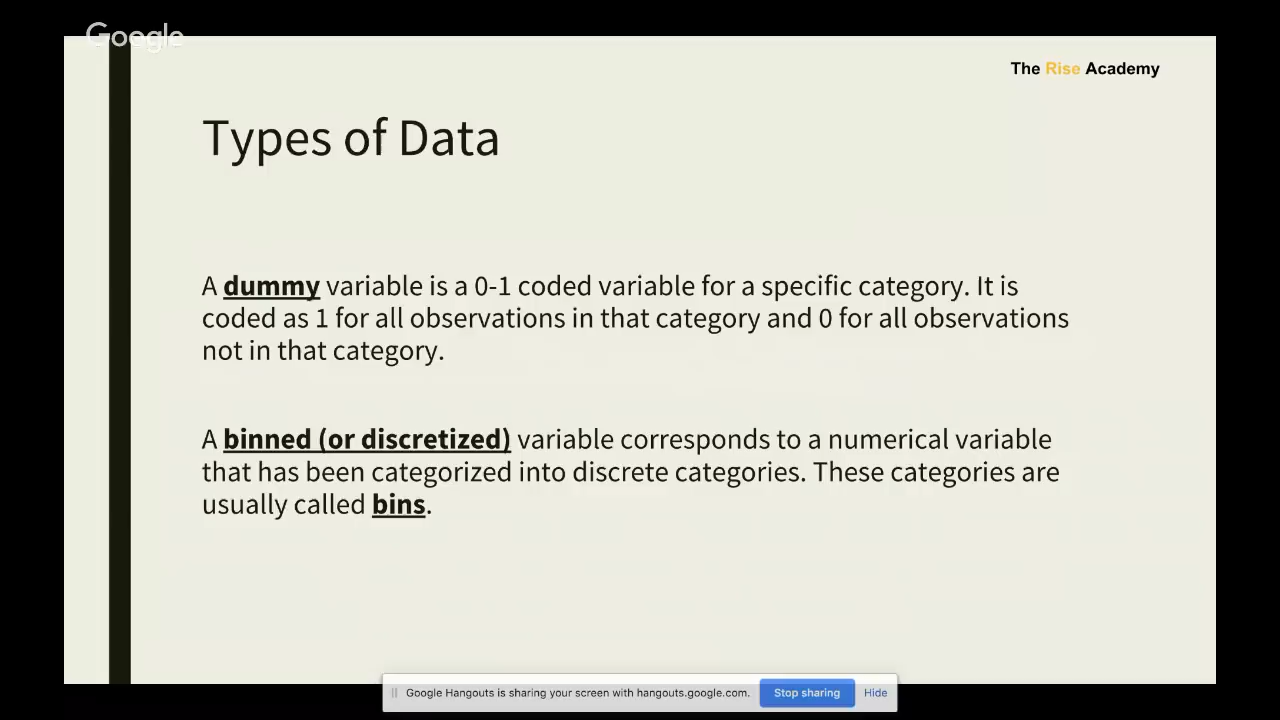 Google
The Rise Academy
Types of Data
A dummy variable is a 0-1 coded variable for a specific category. It is
coded as 1 for all observations in that category and 0 for all observations
not in that category.
A binned (or discretized) variable corresponds to a numerical variable
that has been categorized into discrete categories. These categories are
usually called bins.
Google Hangouts is sharing your screen with hangouts.google.com.
Stop sharing
Hide